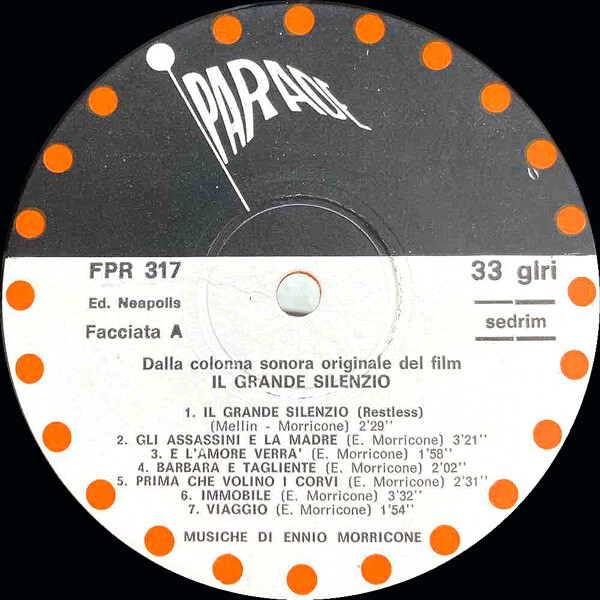 PARADE
FPR 317
33 giri
Ed. Neapolis
sedrim
Facciata A
Dalla colonna sonora originale del film
IL GRANDE SILENZIO
1. IL GRANDE SILENZIO (Restless)
(Mellin - Morricone) 2'29''
2. GLI ASSASSINI E LA MADRE (E. Morricone) 3'21''
3. E L'AMORE VERRA' (E. Morricone) 1'58''
4. BARBARA E TAGLIENTE (E. Morricone) 2'02''
5. PRIMA CHE VOLINO I CORVI (E. Morricone) 2'31''
6. IMMOBILE (E. Morricone) 3'32''
7. VIAGGIO (E. Morricone) 1'54''
MUSICHE DI ENNIO MORRICONE